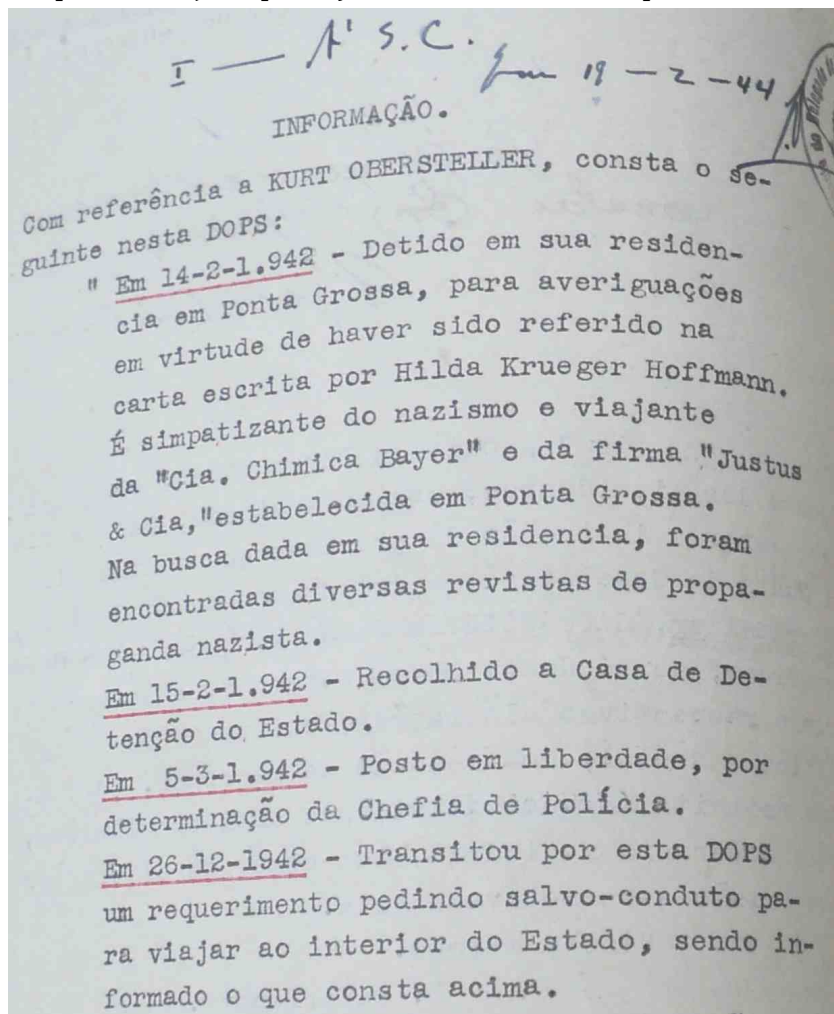 I — A' S. C.
Em 19-2-44
INFORMAÇÃO.
Com referência a KURT OBERSTELLER, consta o se-
guinte nesta DOPS:
" Em 14-2-1.942 - Detido em sua residen-
cia em Ponta Grossa, para averiguações
em virtude de haver sido referido na
carta escrita por Hilda Krueger Hoffmann.
É simpatizante do nazismo e viajante
da "Cia. Chimica Bayer" e da firma "Justus
& Cia,"estabelecida em Ponta Grossa.
Na busca dada em sua residencia, foram
encontradas diversas revistas de propa-
ganda nazista.
Em 15-2-1.942 - Recolhido a Casa de De-
tenção do Estado.
Em 5-3-1.942 - Posto em liberdade, por
determinação da Chefia de Polícia.
Em 26-12-1942 - Transitou por esta DOPS
um requerimento pedindo salvo-conduto pa-
ra viajar ao interior do Estado, sendo in-
formado o que consta acima.